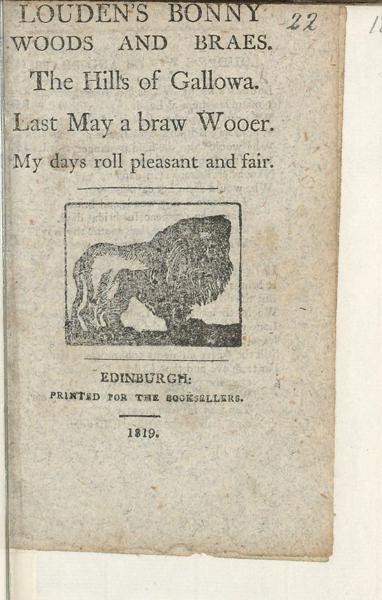 LOUDEN'S BONNY
WOODS AND BRAES.
The Hills of Gallowa.
Last May a braw Wooer.
My days roll pleasant and fair.
EDINBURGH:
PRINTED FOR THE BOOKSELLERS.
1819.
22